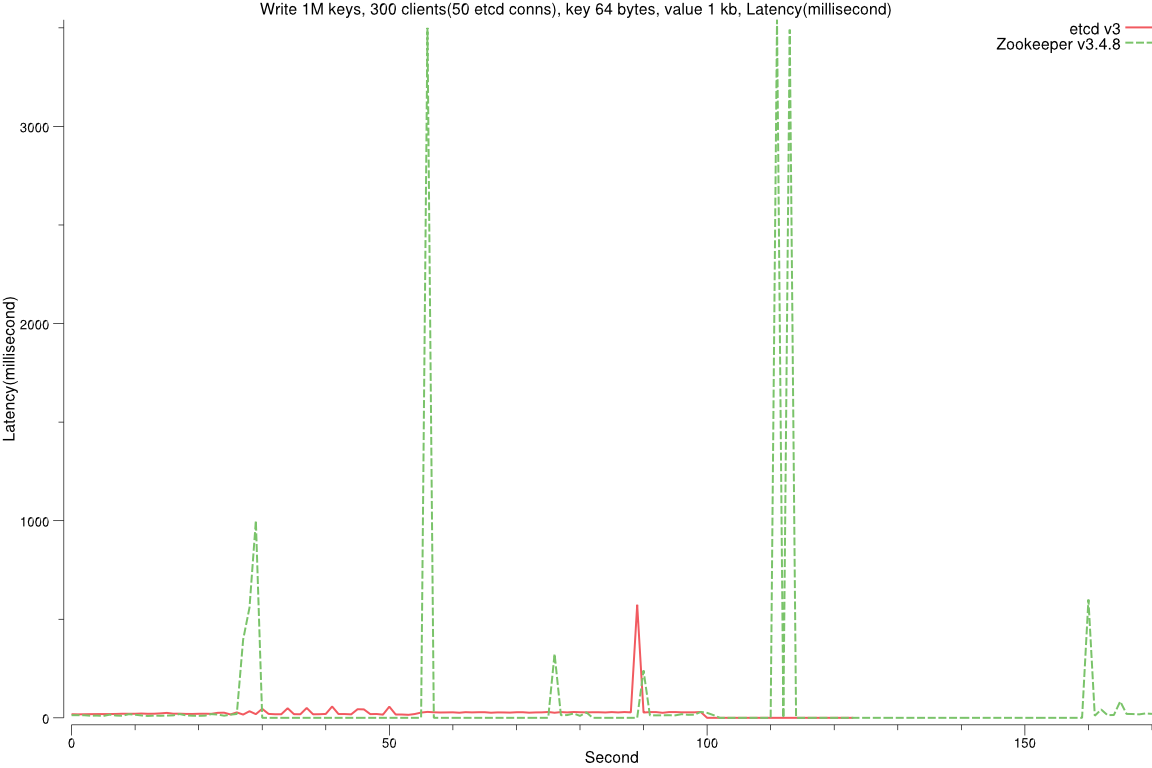 Write 1M keys, 300 clients(50 etcd conns), key 64 bytes, value 1 kb, Latency(millisecond)
etcd v3
Zookeeper v3.4.8
3000
2000
1000
0
Latency(millisecond)
0 50 100 150
Second